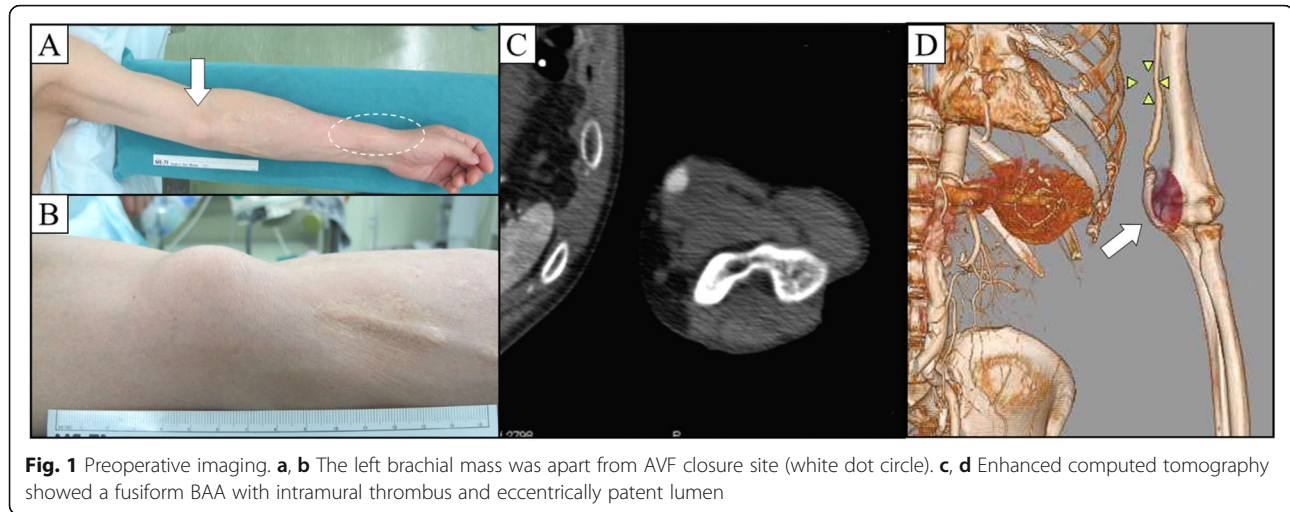 A
B
C
D
L2798
P
Fig. 1 Preoperative imaging. a, b The left brachial mass was apart from AVF closure site (white dot circle). c, d Enhanced computed tomography
showed a fusiform BAA with intramural thrombus and eccentrically patent lumen